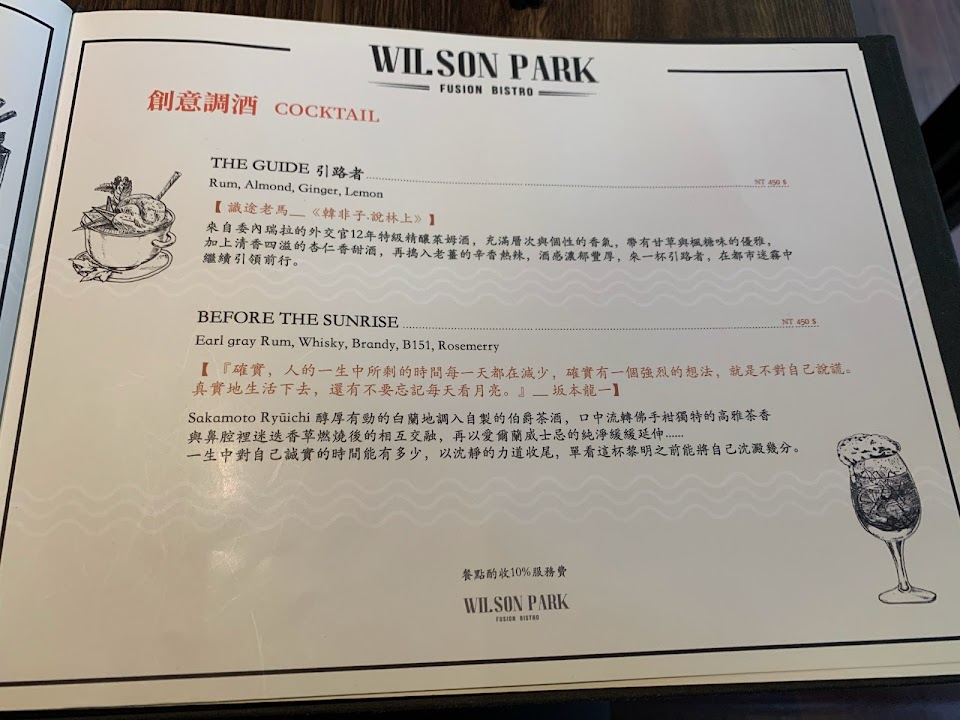 WILSON PARK
FUSION BISTRO
創意調酒 COCKTAIL
THE GUIDE 引路者 NT 450 $
Rum, Almond, Ginger, Lemon
【 識途老馬__《韓非子·說林上》】
來自委內瑞拉的外交官12年特級精釀萊姆酒，充滿層次與個性的香氣，帶有甘草與楓糖味的優雅，
加上清香四溢的杏仁香甜酒，再搗入老薑的辛香熱辣，酒感濃郁豐厚，來一杯引路者，在都市迷霧中
繼續引領前行。
BEFORE THE SUNRISE NT 450 $
Earl gray Rum, Whisky, Brandy, B151, Rosemerry
【 『確實，人的一生中所剩的時間每一天都在減少，確實有一個強烈的想法，就是不對自己說謊。
真實地生活下去，還有不要忘記每天看月亮。』__坂本龍一】
Sakamoto Ryūichi 醇厚有勁的白蘭地調入自製的伯爵茶酒，口中流轉佛手柑獨特的高雅茶香
與鼻腔裡迷迭香草燃燒後的相互交融，再以愛爾蘭威士忌的純淨緩緩延伸......
一生中對自己誠實的時間能有多少，以沈靜的力道收尾，單看這杯黎明之前能將自己沈澱幾分。
餐點酌收10%服務費
WILSON PARK
FUSION BISTRO